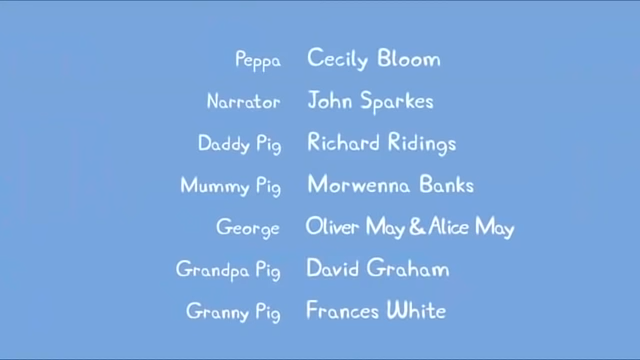 Peppa Cecily Bloom
Narrator John Sparkes
Daddy Pig Richard Ridings
Mummy Pig Morwenna Banks
George Oliver May & Alice May
Grandpa Pig David Graham
Granny Pig Frances White